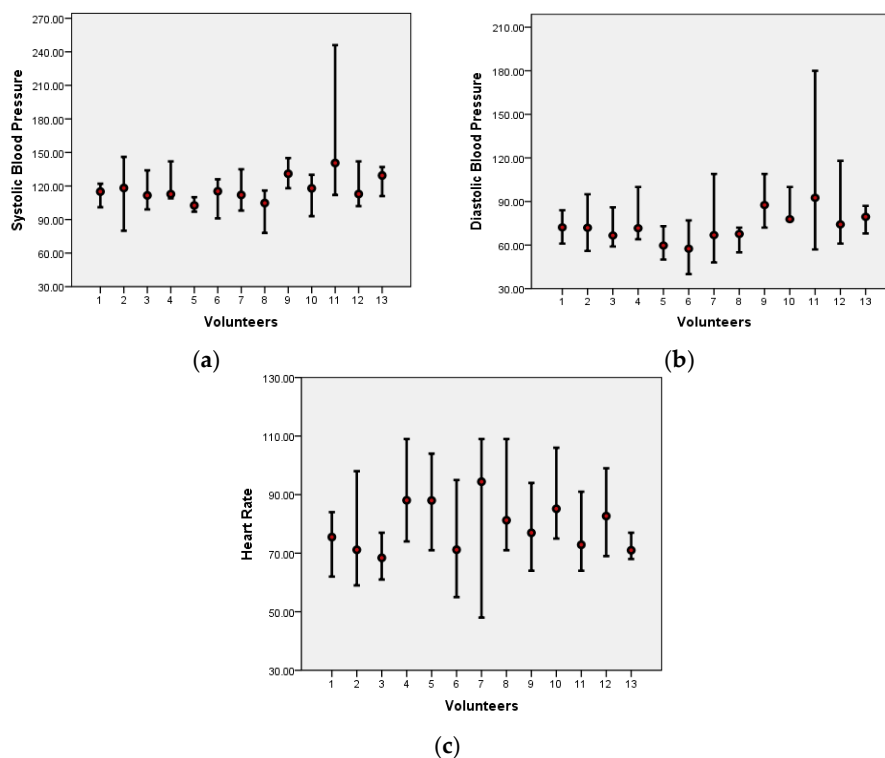 270.00
240.00
210.00
180.00
150.00
120.00
90.00
60.00
30.00
Systolic Blood Pressure
1 2 3 4 5 6 7 8 9 10 11 12 13
Volunteers
(a)
210.00
180.00
150.00
120.00
90.00
60.00
30.00
Diastolic Blood Pressure
1 2 3 4 5 6 7 8 9 10 11 12 13
Volunteers
(b)
130.00
110.00
90.00
70.00
50.00
30.00
Heart Rate
1 2 3 4 5 6 7 8 9 10 11 12 13
Volunteers
(c)